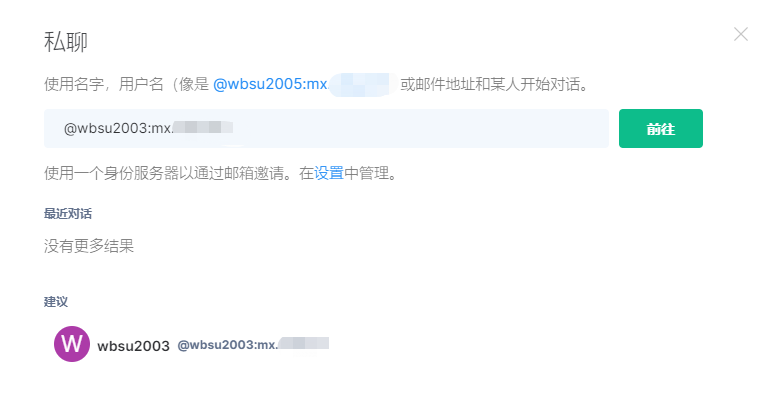 私聊
使用名字，用户名（像是 @wbsu2005:mx. 或邮件地址和某人开始对话。
@wbsu2003:mx.
前往
使用一个身份服务器以通过邮箱邀请。在设置中管理。
最近对话
没有更多结果
建议
W wbsu2003 @wbsu2003:mx.